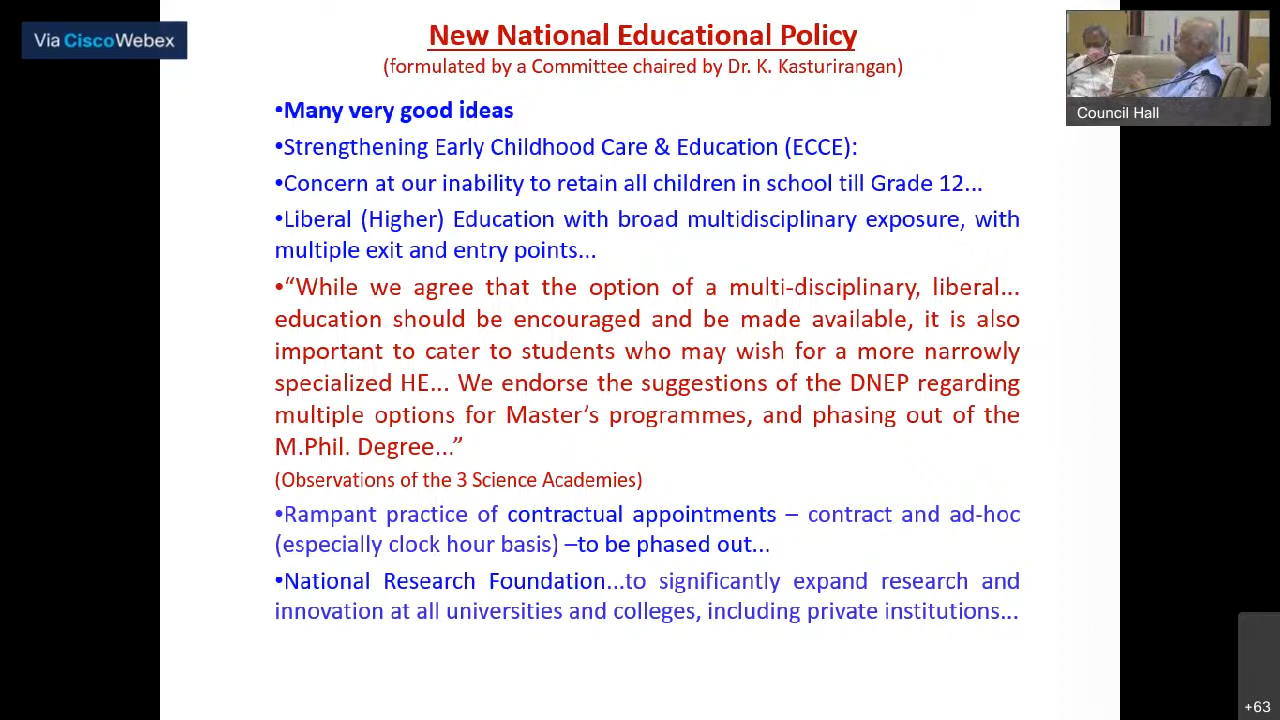 Via Cisco Webex
New National Educational Policy
(formulated by a Committee chaired by Dr. K. Kasturirangan)
Council Hall
•Many very good ideas
•Strengthening Early Childhood Care & Education (ECCE):
•Concern at our inability to retain all children in school till Grade 12...
•Liberal (Higher) Education with broad multidisciplinary exposure, with
multiple exit and entry points...
•“While we agree that the option of a multi-disciplinary, liberal...
education should be encouraged and be made available, it is also
important to cater to students who may wish for a more narrowly
specialized HE... We endorse the suggestions of the DNEP regarding
multiple options for Master’s programmes, and phasing out of the
M.Phil. Degree...”
(Observations of the 3 Science Academies)
•Rampant practice of contractual appointments – contract and ad-hoc
(especially clock hour basis) –to be phased out...
•National Research Foundation...to significantly expand research and
innovation at all universities and colleges, including private institutions...
+63